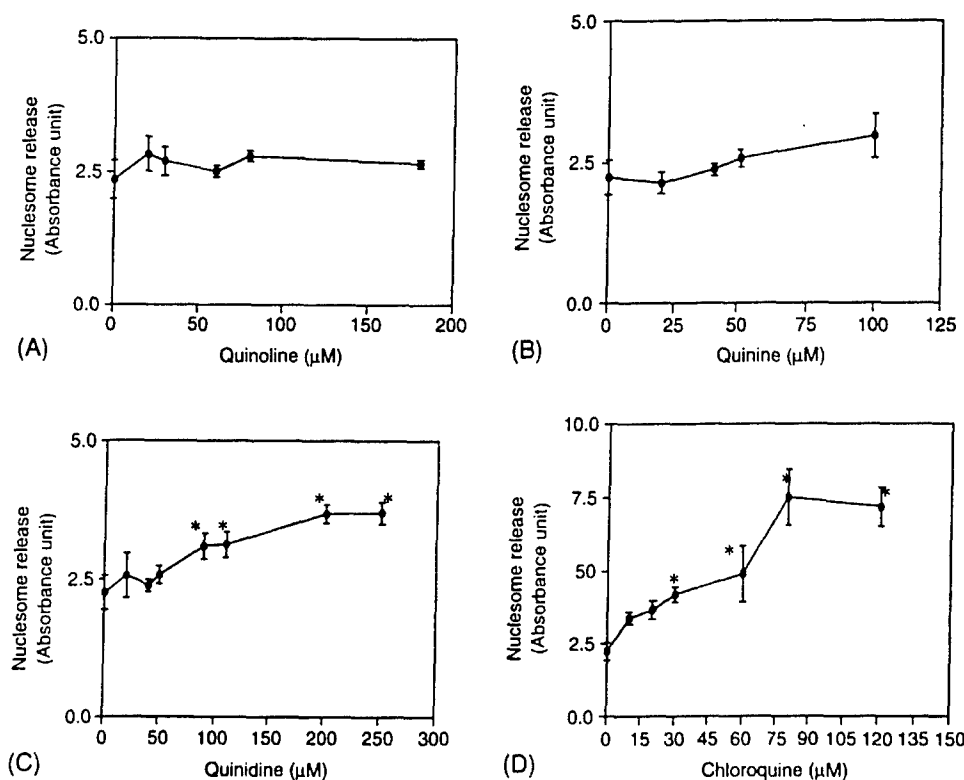 5.0
2.5
0.0
Nuclesome release
(Absorbance unit)
0 50 100 150 200
(A) Quinoline (µM)
5.0
2.5
0.0
Nuclesome release
(Absorbance unit)
0 25 50 75 100 125
(B) Quinine (µM)
5.0
2.5
0.0
Nuclesome release
(Absorbance unit)
* * * *
0 50 100 150 200 250 300
(C) Quinidine (µM)
10.0
7.5
50
2.5
0.0
Nuclesome release
(Absorbance unit)
* * * *
0 15 30 45 60 75 90 105 120 135 150
(D) Chloroquine (µM)